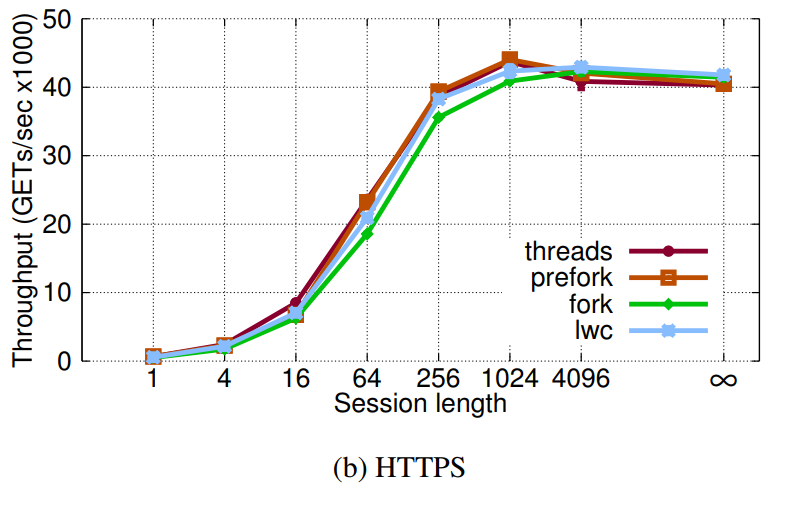 Throughput (GETs/sec x1000)
50
40
30
20
10
0
threads
prefork
fork
lwc
1 4 16 64 256 1024 4096 ∞
Session length
(b) HTTPS